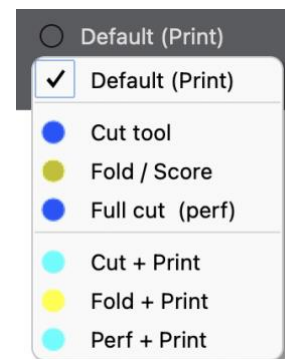 Default (Print)
Default (Print)
Cut tool
Fold / Score
Full cut (perf)
Cut + Print
Fold + Print
Perf + Print